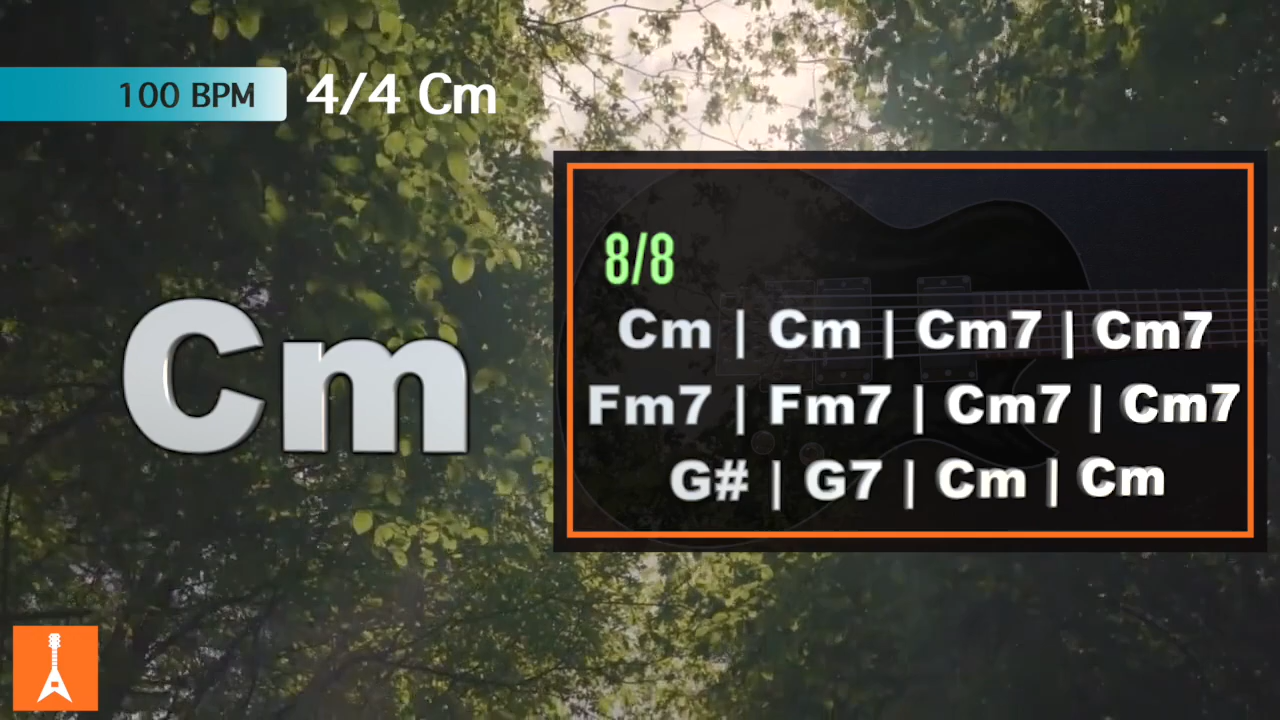 100 BPM 4/4 Cm
Cm
8/8
Cm | Cm | Cm7 | Cm7
Fm7 | Fm7 | Cm7 | Cm7
G# | G7 | Cm | Cm